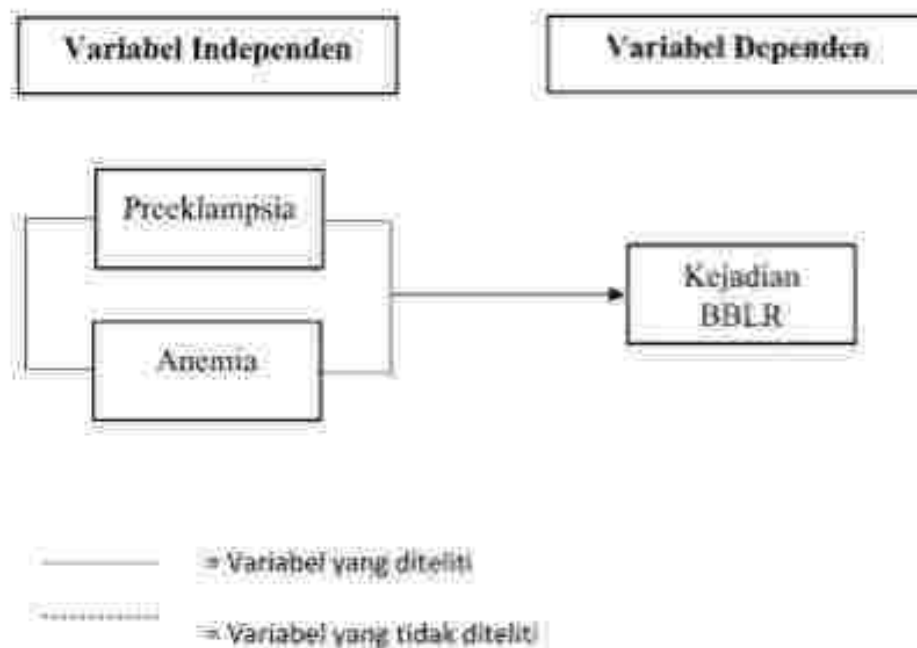 Variabel Independen
Variabel Dependen
Preeklampsia
Kejadian
BBLR
Anemia
= Variabel yang diteliti
= Variabel yang tidak diteliti